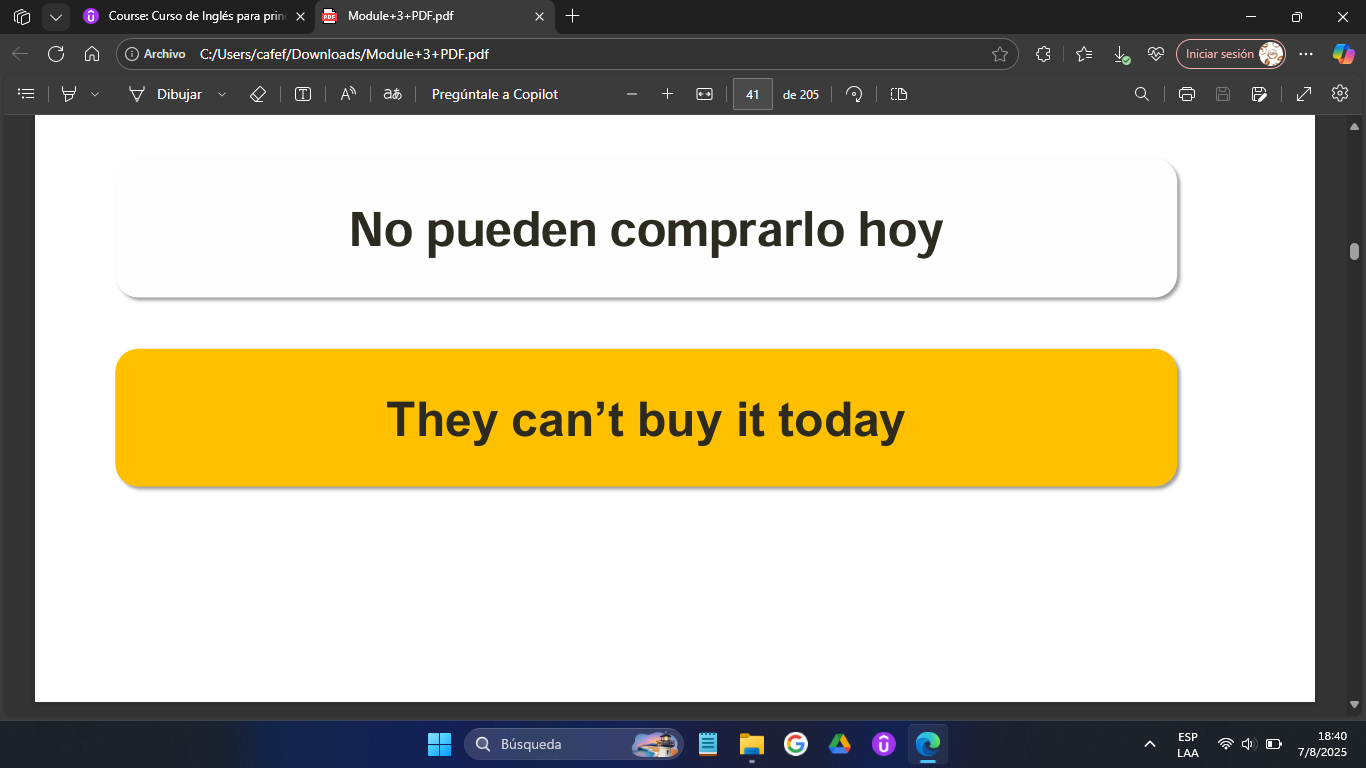 Course: Curso de Inglés para prin
Module+3+PDF.pdf
Archivo
C:/Users/cafef/Downloads/Module+3+PDF.pdf
Iniciar sesión
Dibujar
Pregúntale a Copilot
41
de 205
No pueden comprarlo hoy
They can’t buy it today
Búsqueda
ESP
LAA
18:40
7/8/2025